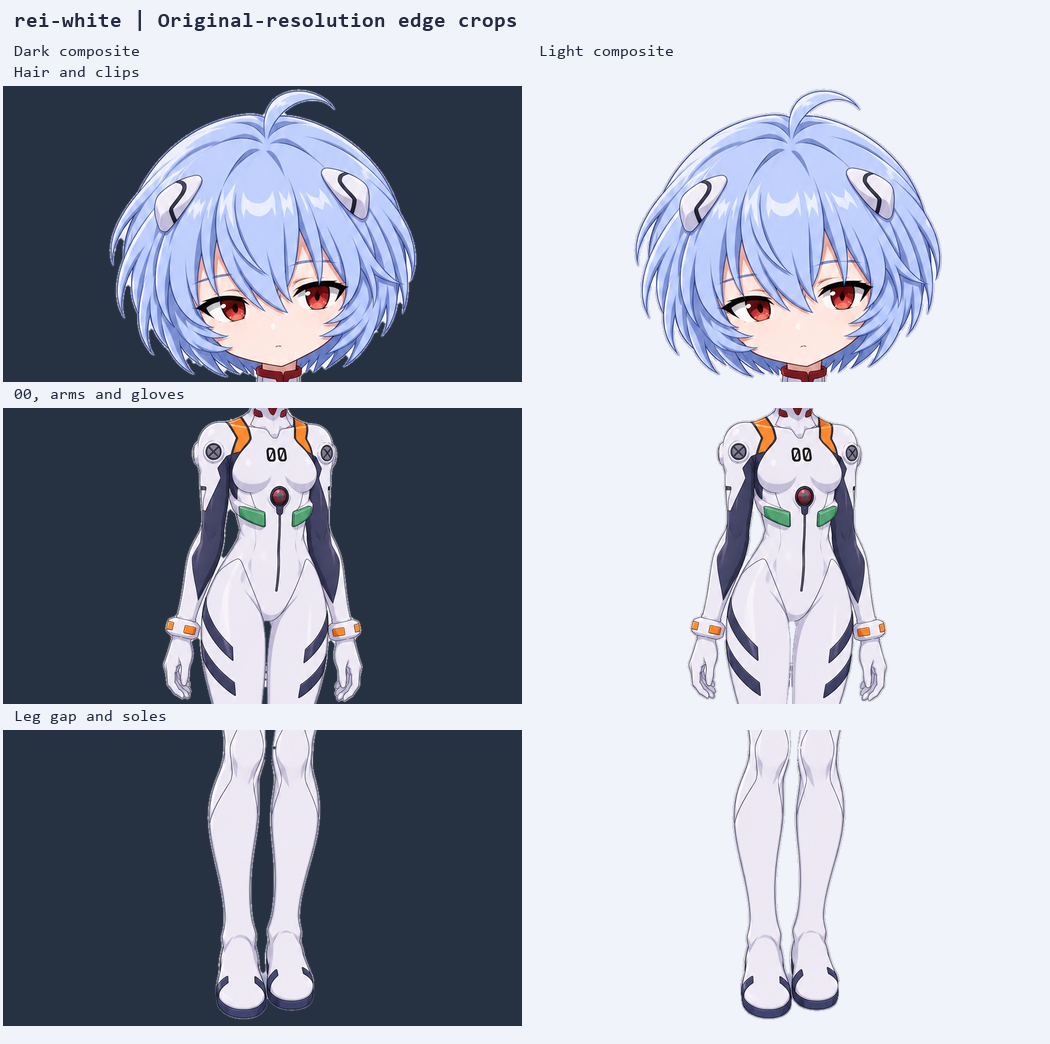 rei-white | Original-resolution edge crops
Dark composite
Light composite
Hair and clips
00, arms and gloves
00
00
Leg gap and soles